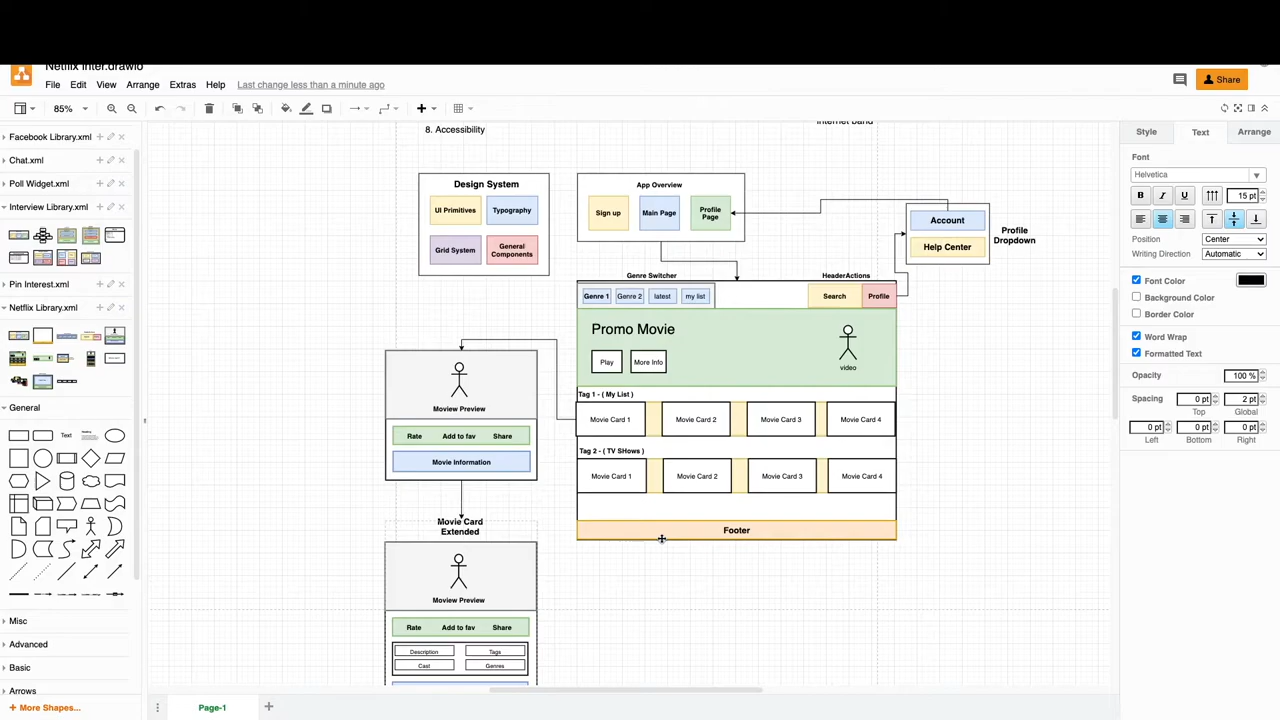 Netflix Inter.drawio
File Edit View Arrange Extras Help Last change less than a minute ago
Share
85%
Facebook Library.xml
Chat.xml
Poll Widget.xml
Interview Library.xml
Pin Interest.xml
Netflix Library.xml
General
Text
Misc
Advanced
Basic
Arrows
+ More Shapes...
8. Accessibility
Internet band
Design System
UI Primitives
Typography
Grid System
General
Components
App Overview
Sign up
Main Page
Profile
Page
Account
Help Center
Profile
Dropdown
Genre Switcher
HeaderActions
Genre 1
Genre 2
latest
my list
Search
Profile
Promo Movie
Play
More Info
video
Tag 1 - ( My List )
Movie Card 1
Movie Card 2
Movie Card 3
Movie Card 4
Tag 2 - ( TV SHows )
Movie Card 1
Movie Card 2
Movie Card 3
Movie Card 4
Footer
Moview Preview
Rate Add to fav Share
Movie Information
Movie Card
Extended
Moview Preview
Rate Add to fav Share
Description
Tags
Cast
Genres
Page-1
Style Text Arrange
Font
Helvetica
B I U 15 pt
Position Center
Writing Direction Automatic
Font Color
Background Color
Border Color
Word Wrap
Formatted Text
Opacity 100 %
Spacing 0 pt 2 pt
Top Global
0 pt 0 pt 0 pt
Left Bottom Right